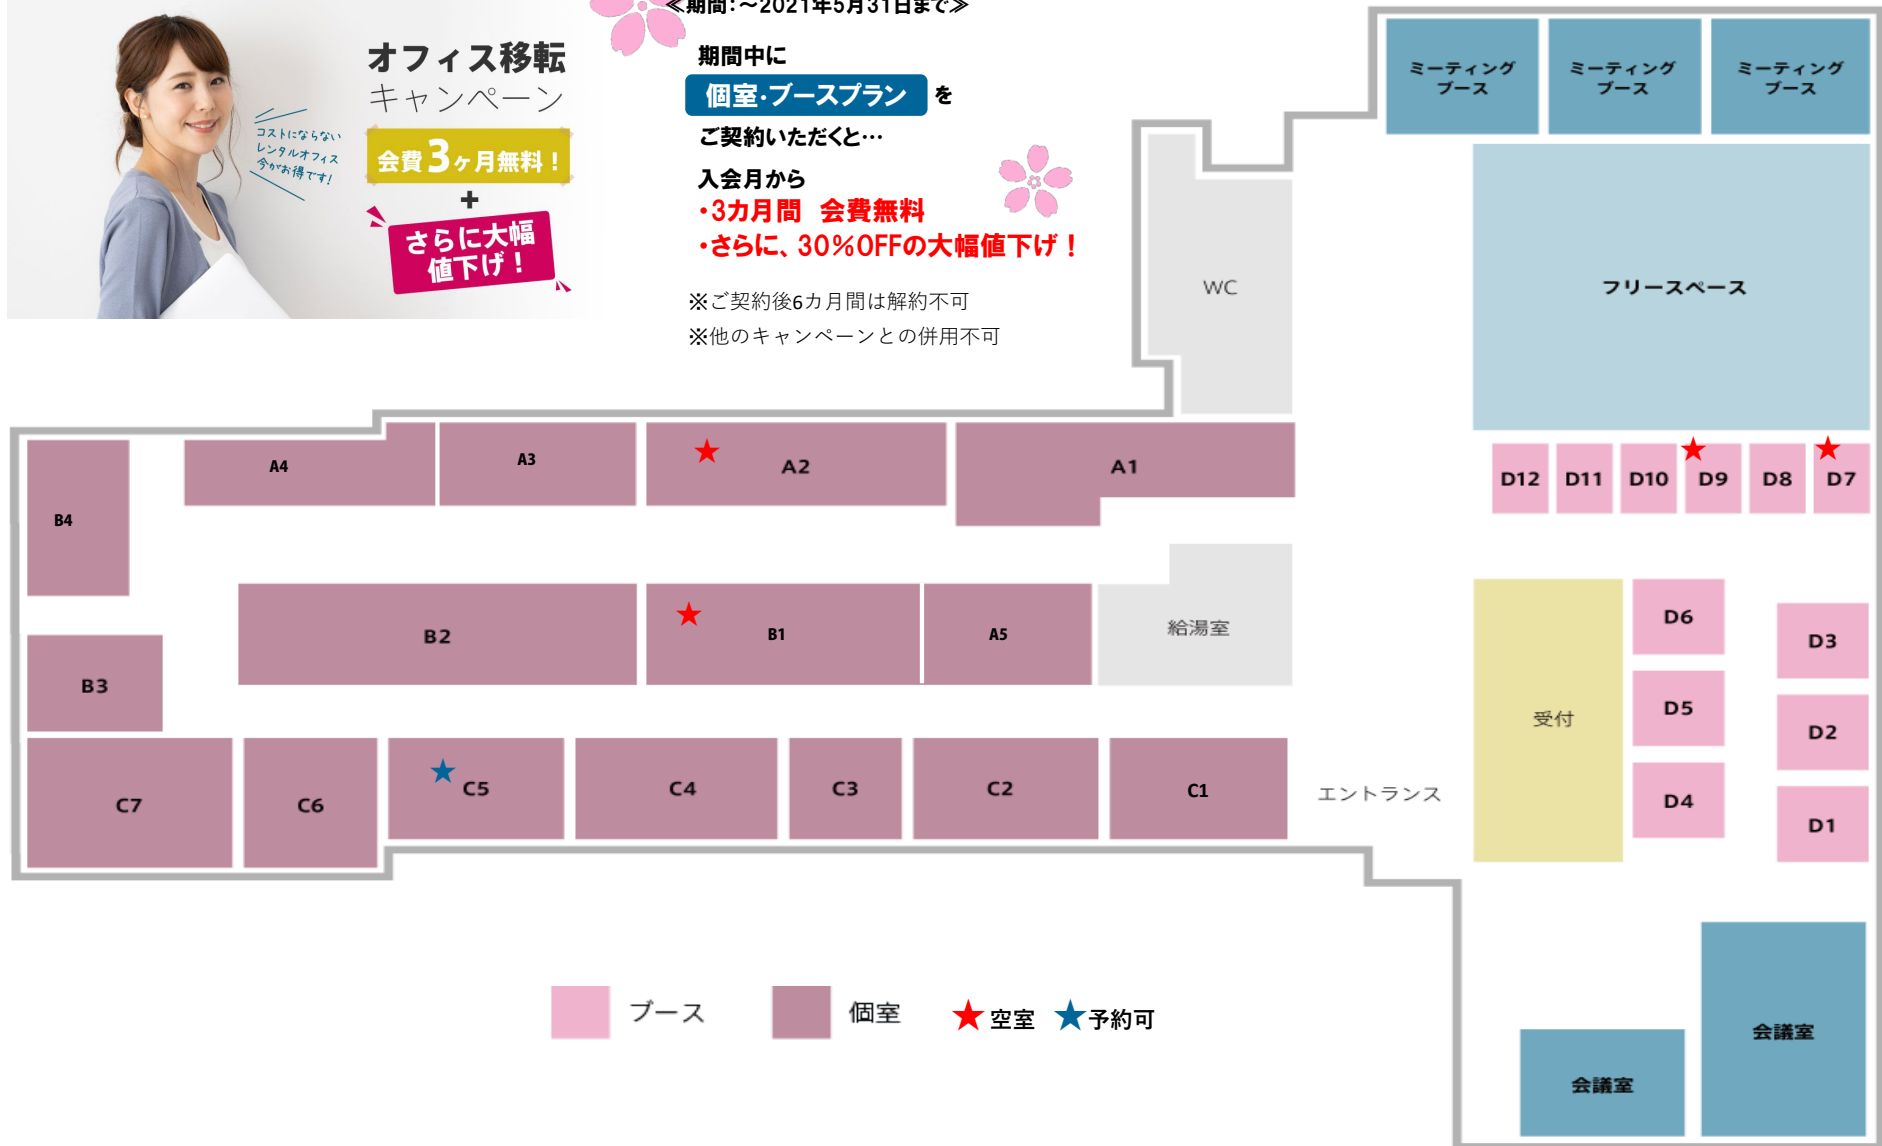 ≪期間：～2021年5月31日まで≫
オフィス移転
キャンペーン
コストにならない
レンタルオフィス
今がお得です！
会費3ヶ月無料！
+
さらに大幅
値下げ！
期間中に
個室・ブースプラン を
ご契約いただくと…
入会月から
・3カ月間 会費無料
・さらに、30％OFFの大幅値下げ！
※ご契約後6カ月間は解約不可
※他のキャンペーンとの併用不可
ミーティング
ブース
ミーティング
ブース
ミーティング
ブース
WC
フリースペース
A4
A3
★ A2
A1
D12
D11
D10
★ D9
D8
★ D7
B4
B2
★ B1
A5
給湯室
D6
D3
B3
受付
D5
D2
C7
C6
★ C5
C4
C3
C2
C1
エントランス
D4
D1
ブース
個室
★空室 ★予約可
会議室
会議室